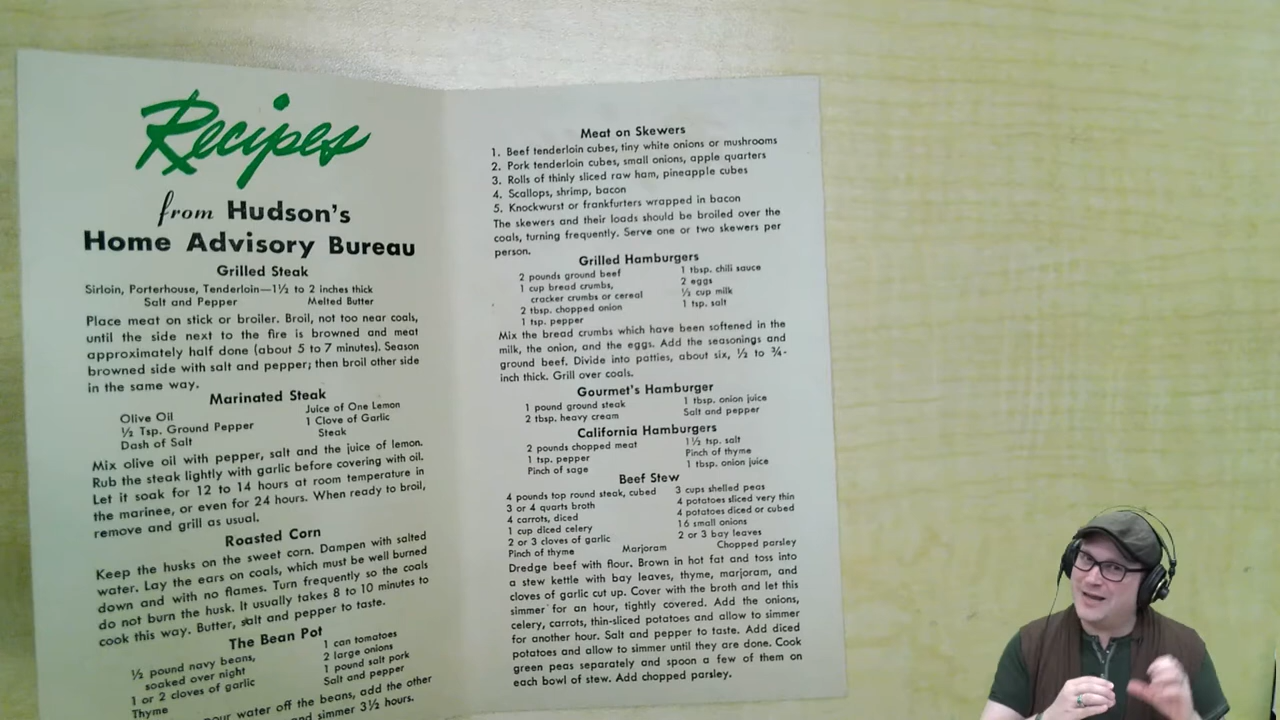 Recipes
from Hudson's
Home Advisory Bureau
Grilled Steak
Sirloin, Porterhouse, Tenderloin—1½ to 2 inches thick
Salt and Pepper Melted Butter
Place meat on stick or broiler. Broil, not too near coals,
until the side next to the fire is browned and meat
approximately half done (about 5 to 7 minutes). Season
browned side with salt and pepper; then broil other side
in the same way.
Marinated Steak
Olive Oil Juice of One Lemon
½ Tsp. Ground Pepper 1 Clove of Garlic
Dash of Salt Steak
Mix olive oil with pepper, salt and the juice of lemon.
Rub the steak lightly with garlic before covering with oil.
Let it soak for 12 to 14 hours at room temperature in
the marinee, or even for 24 hours. When ready to broil,
remove and grill as usual.
Roasted Corn
Keep the husks on the sweet corn. Dampen with salted
water. Lay the ears on coals, which must be well burned
down and with no flames. Turn frequently so the coals
do not burn the husk. It usually takes 8 to 10 minutes to
cook this way. Butter, salt and pepper to taste.
The Bean Pot
½ pound navy beans, 1 can tomatoes
soaked over night 2 large onions
1 or 2 cloves of garlic 1 pound salt pork
Thyme Salt and pepper
pour water off the beans, add the other
and simmer 3½ hours.
Meat on Skewers
1. Beef tenderloin cubes, tiny white onions or mushrooms
2. Pork tenderloin cubes, small onions, apple quarters
3. Rolls of thinly sliced raw ham, pineapple cubes
4. Scallops, shrimp, bacon
5. Knockwurst or frankfurters wrapped in bacon
The skewers and their loads should be broiled over the
coals, turning frequently. Serve one or two skewers per
person.
Grilled Hamburgers
2 pounds ground beef 1 tbsp. chili sauce
1 cup bread crumbs, 2 eggs
cracker crumbs or cereal ½ cup milk
2 tbsp. chopped onion 1 tsp. salt
1 tsp. pepper
Mix the bread crumbs which have been softened in the
milk, the onion, and the eggs. Add the seasonings and
ground beef. Divide into patties, about six, ½ to ¾-
inch thick. Grill over coals.
Gourmet's Hamburger
1 pound ground steak 1 tbsp. onion juice
2 tbsp. heavy cream Salt and pepper
California Hamburgers
2 pounds chopped meat 1½ tsp. salt
1 tsp. pepper Pinch of thyme
Pinch of sage 1 tbsp. onion juice
Beef Stew
4 pounds top round steak, cubed 3 cups shelled peas
3 or 4 quarts broth 4 potatoes sliced very thin
4 carrots, diced 4 potatoes diced or cubed
1 cup diced celery 16 small onions
2 or 3 cloves of garlic 2 or 3 bay leaves
Pinch of thyme Marjoram Chopped parsley
Dredge beef with flour. Brown in hot fat and toss into
a stew kettle with bay leaves, thyme, marjoram, and
cloves of garlic cut up. Cover with the broth and let this
simmer for an hour, tightly covered. Add the onions,
celery, carrots, thin-sliced potatoes and allow to simmer
for another hour. Salt and pepper to taste. Add diced
potatoes and allow to simmer until they are done. Cook
green peas separately and spoon a few of them on
each bowl of stew. Add chopped parsley.